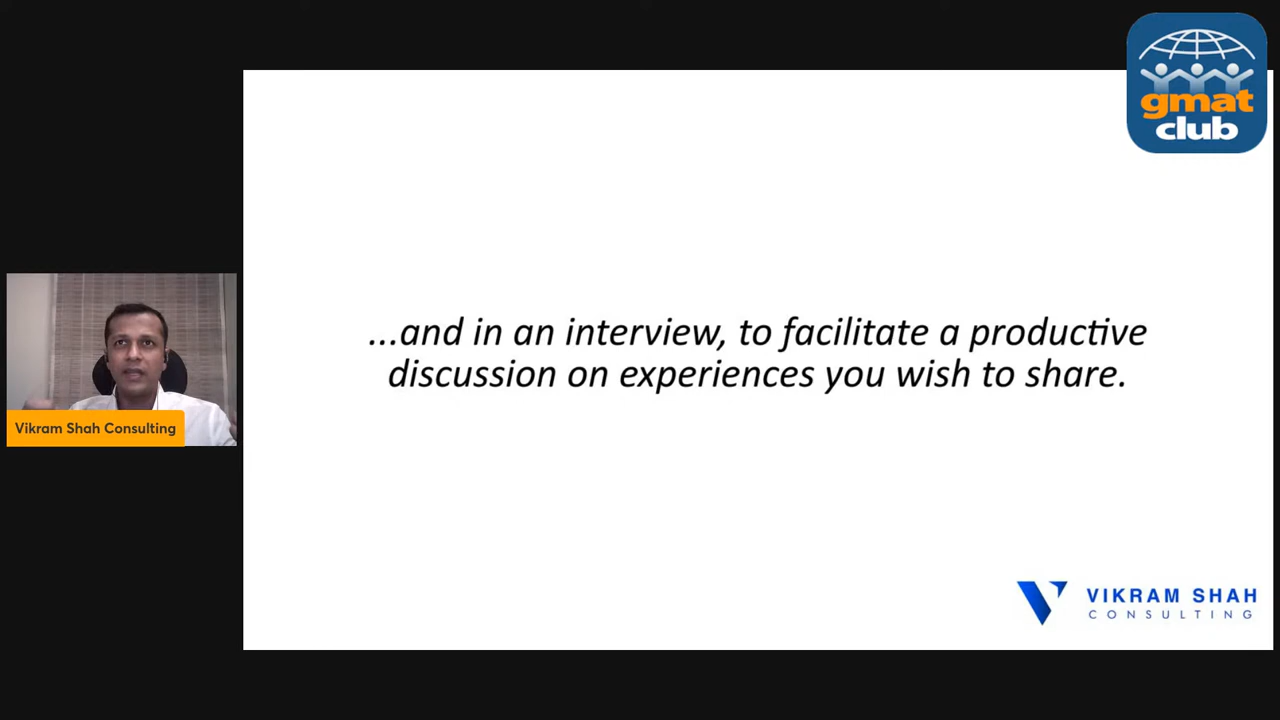 gmat
club
...and in an interview, to facilitate a productive
discussion on experiences you wish to share.
Vikram Shah Consulting
VIKRAM SHAH
CONSULTING